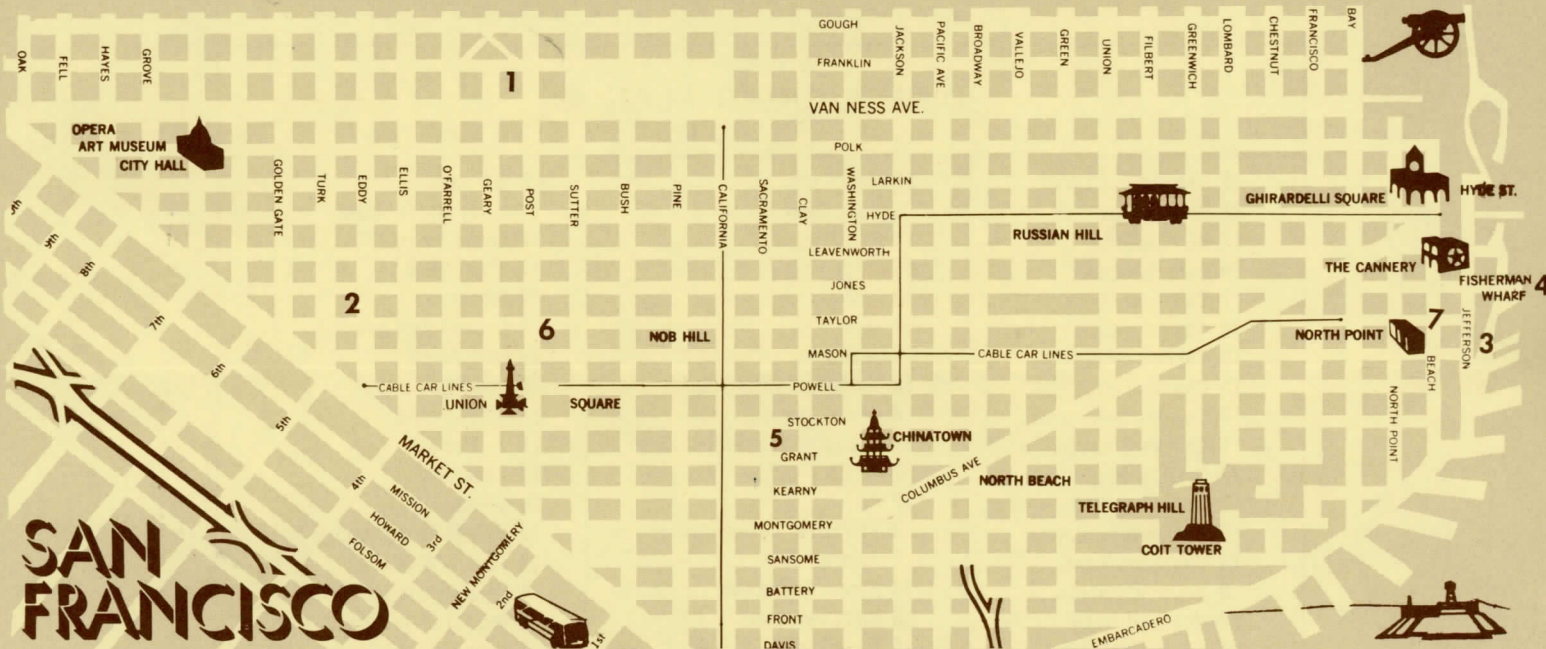 OAK
FELL
HAYES
GROVE
1
GOUGH
FRANKLIN
VAN NESS AVE.
JACKSON
PACIFIC AVE
BROADWAY
VALLEJO
GREEN
UNION
FILBERT
GREENWICH
LOMBARD
CHESTNUT
FRANCISCO
BAY
OPERA
ART MUSEUM
CITY HALL
GOLDEN GATE
TURK
EDDY
ELLIS
O'FARRELL
GEARY
POST
SUTTER
BUSH
PINE
CALIFORNIA
SACRAMENTO
CLAY
WASHINGTON
POLK
LARKIN
HYDE
LEAVENWORTH
JONES
TAYLOR
MASON
POWELL
STOCKTON
GRANT
KEARNY
MONTGOMERY
SANSOME
BATTERY
FRONT
DAVIS
RUSSIAN HILL
GHIRARDELLI SQUARE
HYDE ST.
THE CANNERY
FISHERMAN
WHARF
4
NORTH POINT
7
JEFFERSON
3
BEACH
NORTH POINT
CABLE CAR LINES
2
6
NOB HILL
CABLE CAR LINES
UNION SQUARE
5
CHINATOWN
COLUMBUS AVE
NORTH BEACH
TELEGRAPH HILL
COIT TOWER
EMBARCADERO
9th
8th
7th
6th
5th
4th
3rd
2nd
1st
MARKET ST.
MISSION
HOWARD
FOLSOM
NEW MONTGOMERY
SAN
FRANCISCO